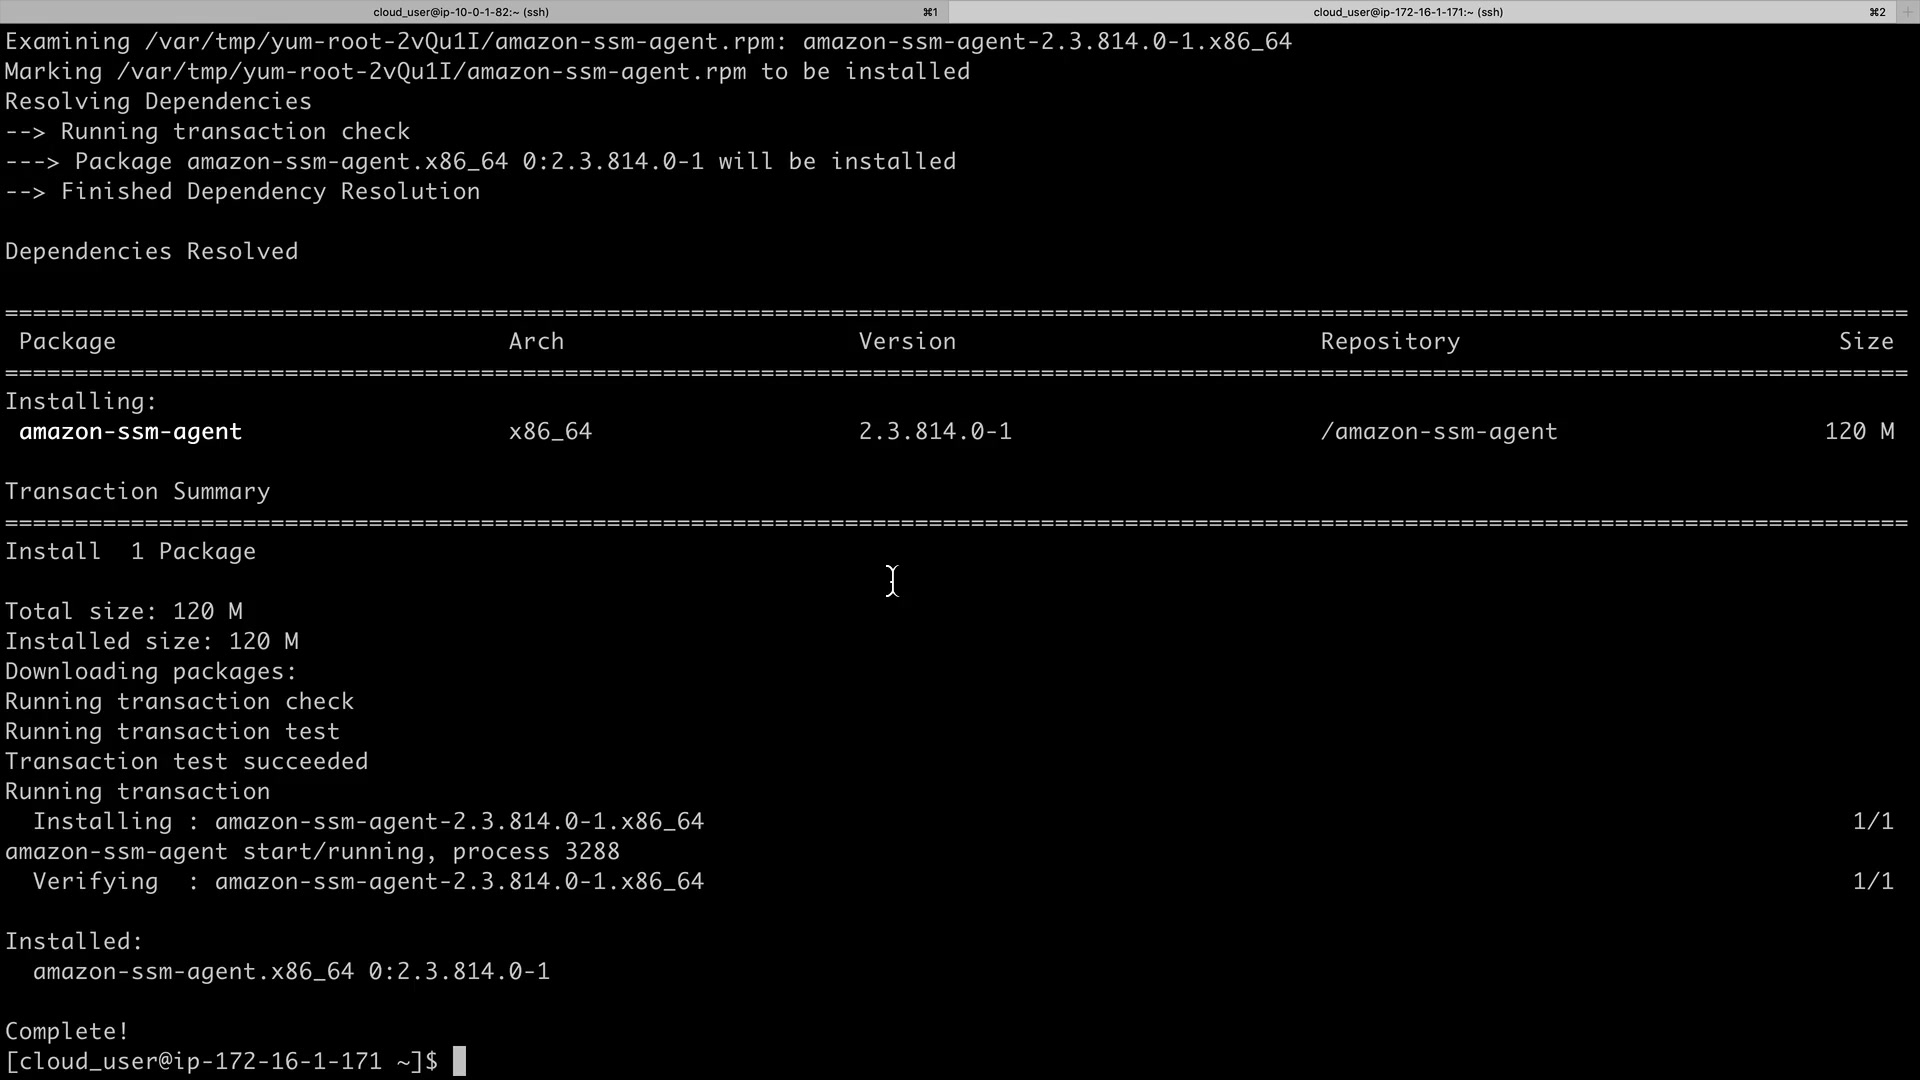 cloud_user@ip-10-0-1-82:~ (ssh) ⌘1 cloud_user@ip-172-16-1-171:~ (ssh) ⌘2 +
Examining /var/tmp/yum-root-2vQu1I/amazon-ssm-agent.rpm: amazon-ssm-agent-2.3.814.0-1.x86_64
Marking /var/tmp/yum-root-2vQu1I/amazon-ssm-agent.rpm to be installed
Resolving Dependencies
--> Running transaction check
---> Package amazon-ssm-agent.x86_64 0:2.3.814.0-1 will be installed
--> Finished Dependency Resolution
Dependencies Resolved
Package Arch Version Repository Size
Installing:
amazon-ssm-agent x86_64 2.3.814.0-1 /amazon-ssm-agent 120 M
Transaction Summary
Install 1 Package
Total size: 120 M
Installed size: 120 M
Downloading packages:
Running transaction check
Running transaction test
Transaction test succeeded
Running transaction
Installing : amazon-ssm-agent-2.3.814.0-1.x86_64 1/1
amazon-ssm-agent start/running, process 3288
Verifying : amazon-ssm-agent-2.3.814.0-1.x86_64 1/1
Installed:
amazon-ssm-agent.x86_64 0:2.3.814.0-1
Complete!
[cloud_user@ip-172-16-1-171 ~]$